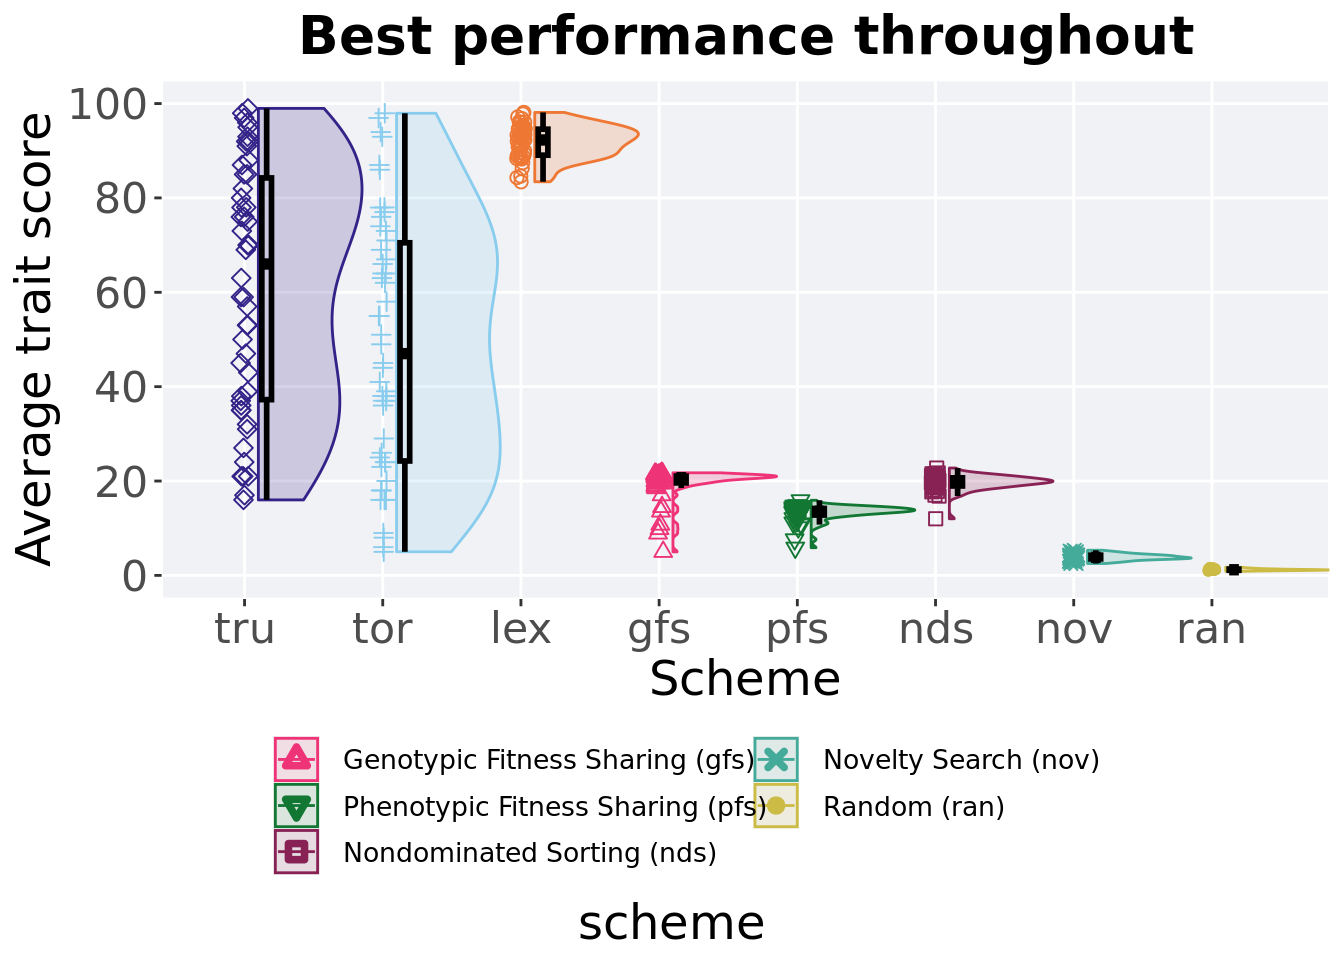 Best performance throughout
Average trait score
100
80
60
40
20
0
tru tor lex gfs pfs nds nov ran
Scheme
Genotypic Fitness Sharing (gfs) Novelty Search (nov)
Phenotypic Fitness Sharing (pfs) Random (ran)
Nondominated Sorting (nds)
scheme